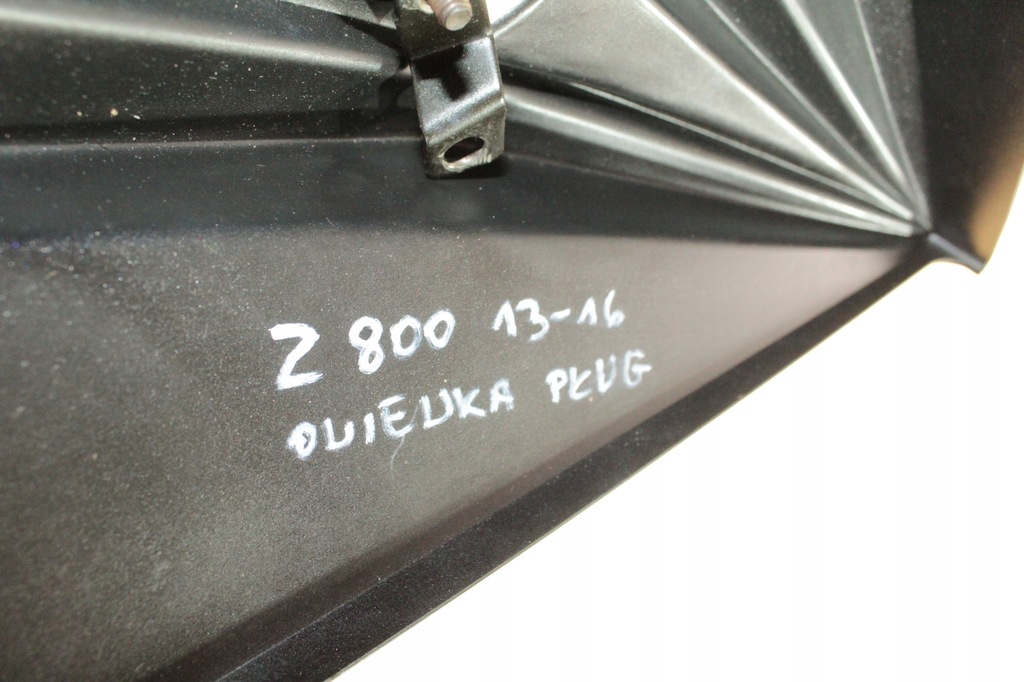 Z 800 13-16
OWIEWKA PŁUG